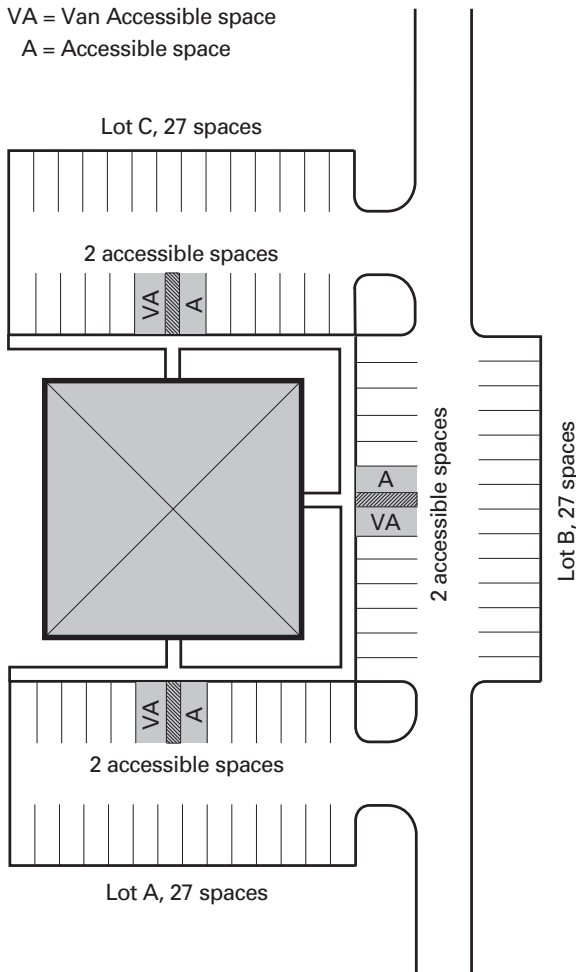 VA = Van Accessible space
A = Accessible space
Lot C, 27 spaces
2 accessible spaces
VA
A
A
VA
2 accessible spaces
Lot B, 27 spaces
VA
A
2 accessible spaces
Lot A, 27 spaces